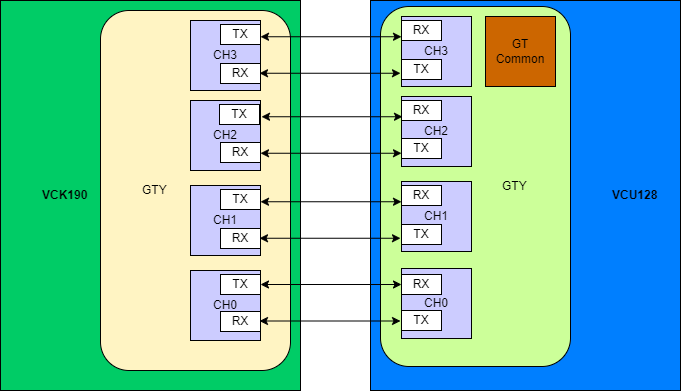 VCK190
GTY
TX
CH3
RX
TX
CH2
RX
TX
CH1
RX
TX
CH0
RX
RX
CH3
TX
RX
CH2
TX
RX
CH1
TX
RX
CH0
TX
GT
Common
GTY
VCU128